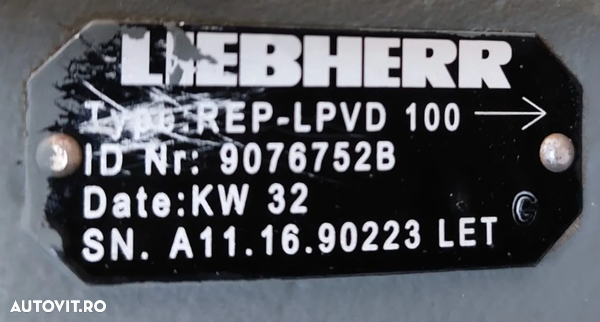 LIEBHERR
Type: REP-LPVD 100
ID Nr: 9076752B
Date:KW 32
SN. A11.16.90223 LET
C
AUTOVIT.RO